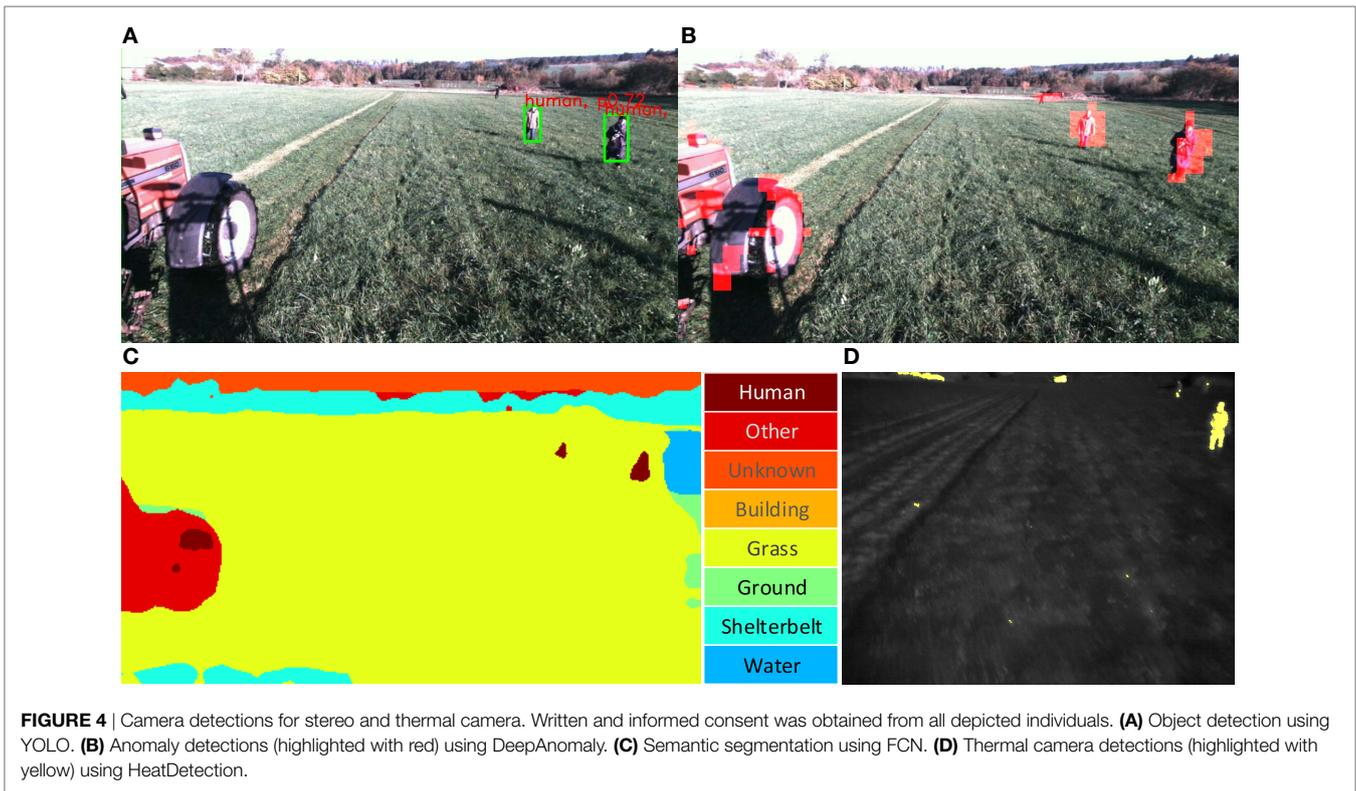 A
B
human, p0.72
human,
C
D
Human
Other
Unknown
Building
Grass
Ground
Shelterbelt
Water
FIGURE 4 | Camera detections for stereo and thermal camera. Written and informed consent was obtained from all depicted individuals. (A) Object detection using
YOLO. (B) Anomaly detections (highlighted with red) using DeepAnomaly. (C) Semantic segmentation using FCN. (D) Thermal camera detections (highlighted with
yellow) using HeatDetection.